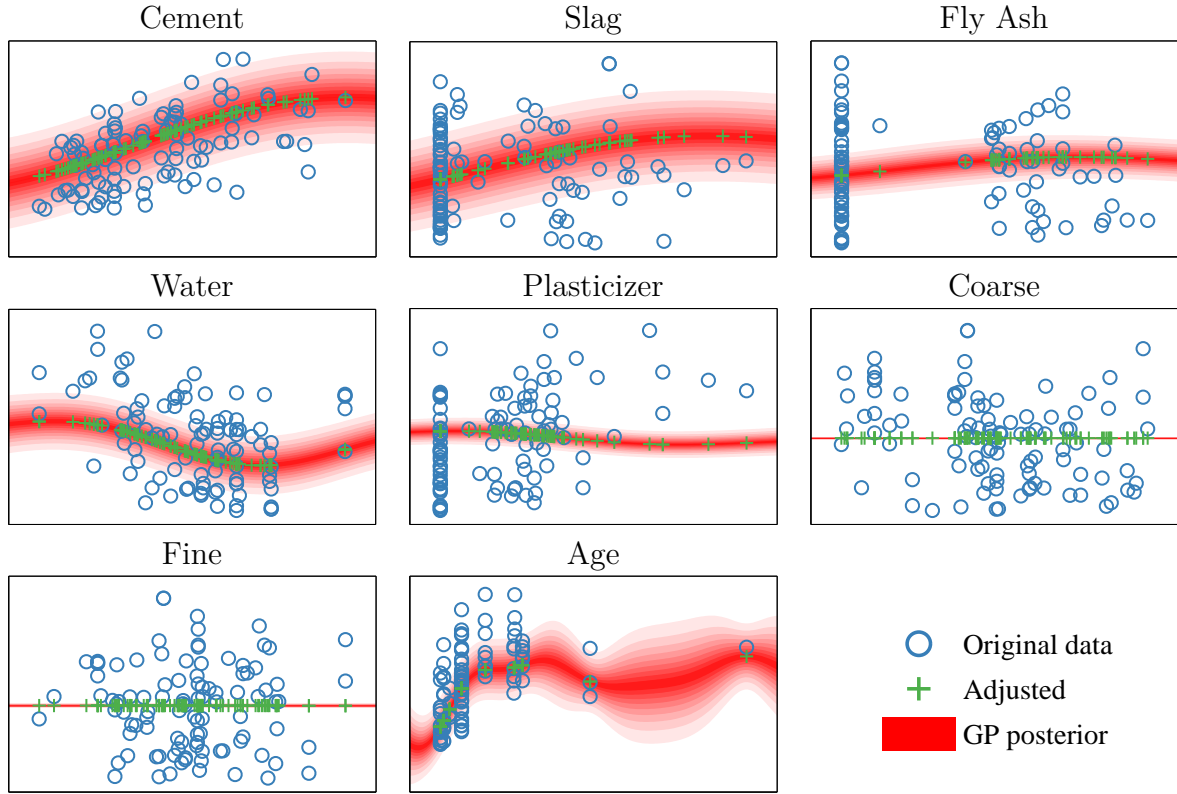 Cement
Slag
Fly Ash
Water
Plasticizer
Coarse
Fine
Age
Original data
Adjusted
GP posterior